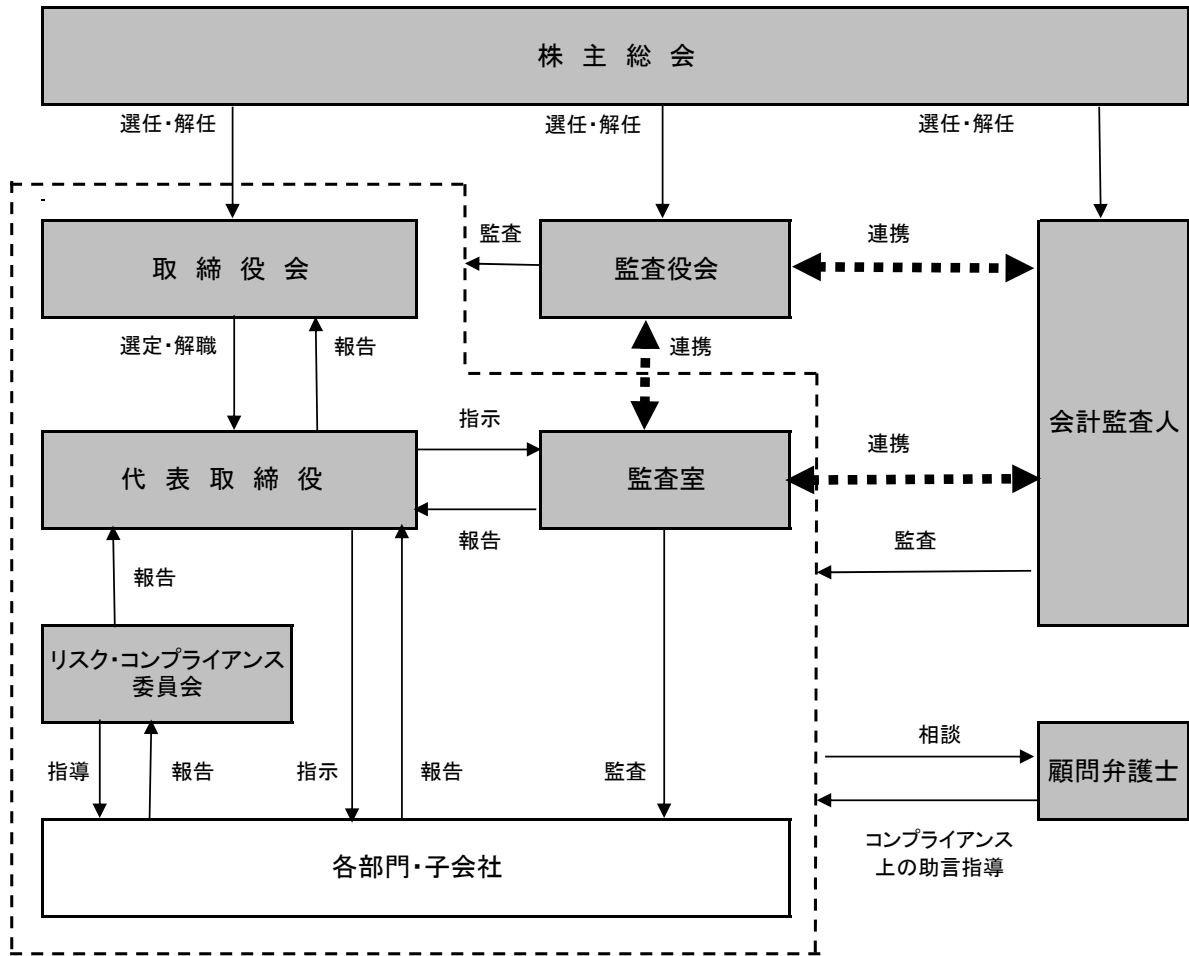 株 主 総 会
選任・解任
選任・解任
選任・解任
取 締 役 会
監査
監査役会
連携
選定・解職
報告
連携
会計監査人
指示
連携
代 表 取 締 役
監査室
報告
監査
報告
リスク・コンプライアンス
委員会
相談
指導
報告
指示
報告
監査
顧問弁護士
コンプライアンス
上の助言指導
各部門・子会社